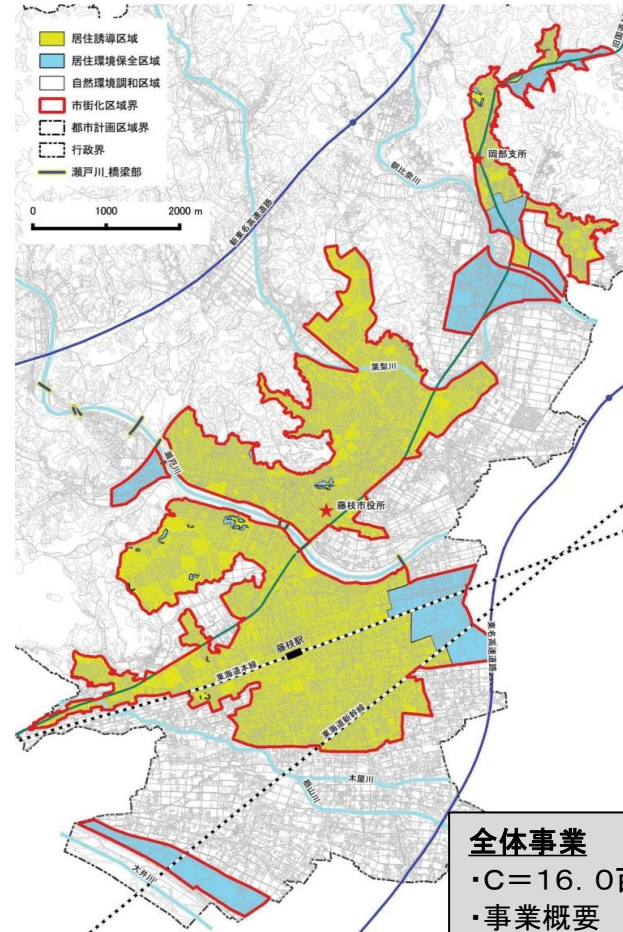 居住誘導区域
居住環境保全区域
自然環境調和区域
市街化区域界
都市計画区域界
行政界
瀬戸川_橋梁部
0 1000 2000 m
旧国道
岡部支所
朝比奈川
新東名高速道路
葉梨川
瀬戸川
藤枝市役所
東名高速道路
藤枝駅
東海道本線
東海道新幹線
木屋川
栃山川
大井川
全体事業
・C＝16．0百
・事業概要